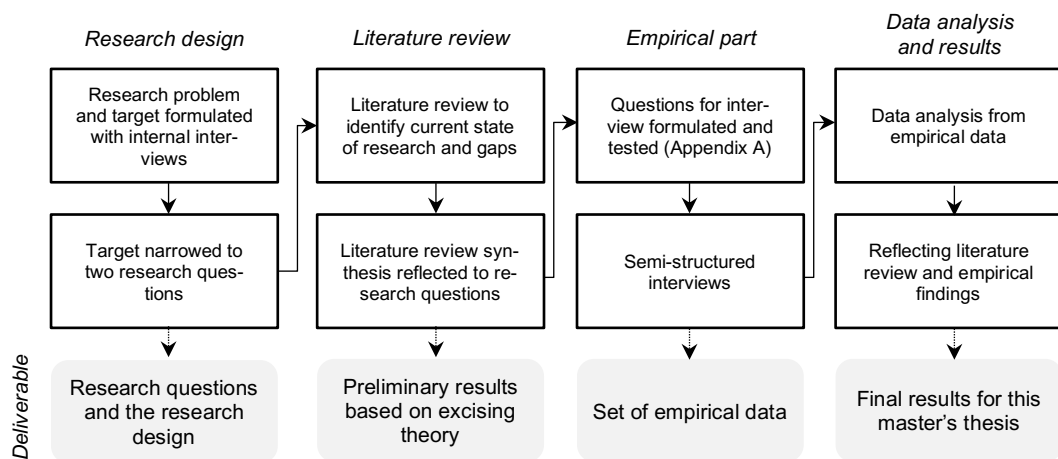 Research design
Research problem
and target formulated
with internal inter-
views
Target narrowed to
two research ques-
tions
Research questions
and the research
design
Literature review
Literature review to
identify current state
of research and gaps
Literature review syn-
thesis reflected to re-
search questions
Preliminary results
based on excising
theory
Empirical part
Questions for inter-
view formulated and
tested (Appendix A)
Semi-structured
interviews
Set of empirical data
Data analysis
and results
Data analysis from
empirical data
Reflecting literature
review and empirical
findings
Final results for this
master’s thesis
Deliverable